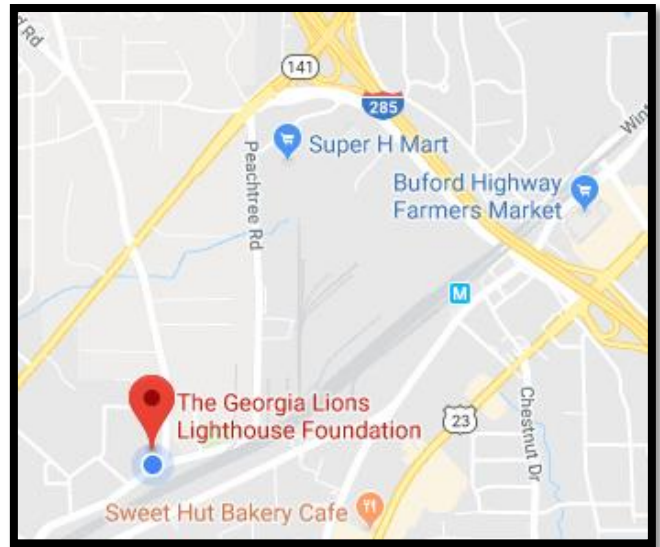 d Rd
141
285
Super H Mart
Peachtree Rd
Buford Highway
Farmers Market
M
The Georgia Lions
Lighthouse Foundation
23
Chestnut Dr
Sweet Hut Bakery Cafe